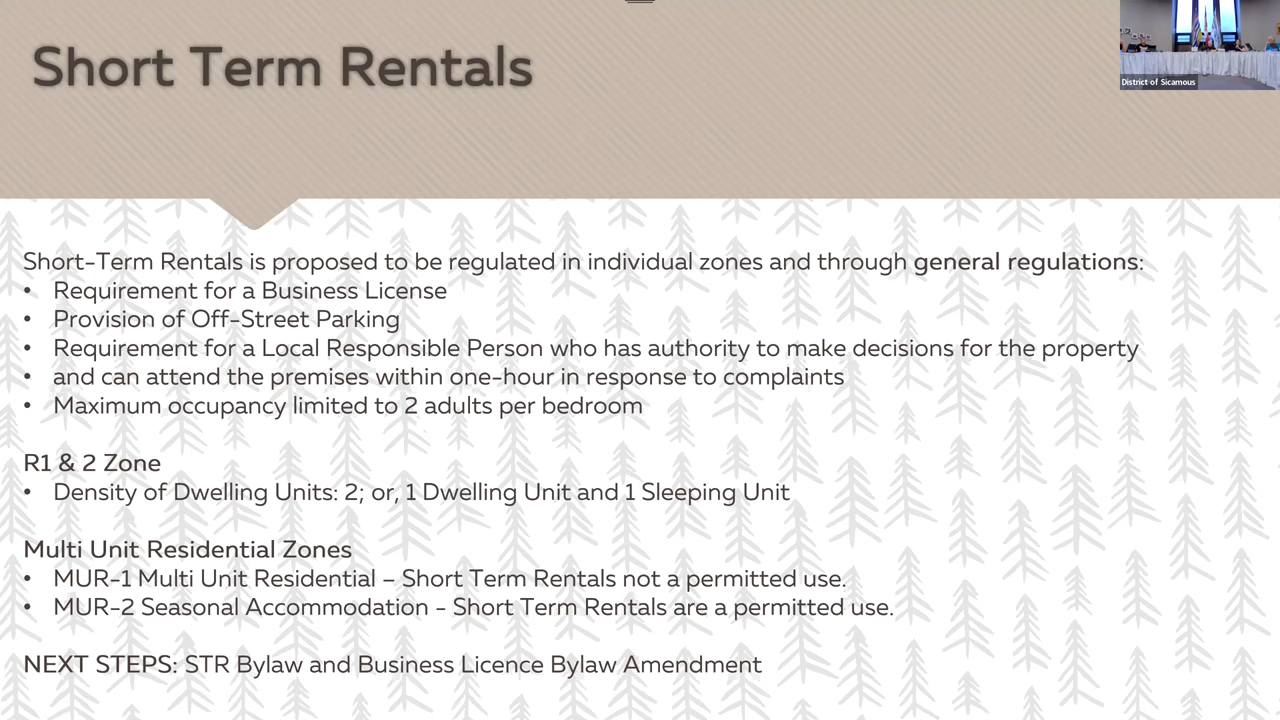 Short Term Rentals
District of Sicamous
Short-Term Rentals is proposed to be regulated in individual zones and through general regulations:
• Requirement for a Business License
• Provision of Off-Street Parking
• Requirement for a Local Responsible Person who has authority to make decisions for the property
• and can attend the premises within one-hour in response to complaints
• Maximum occupancy limited to 2 adults per bedroom
R1 & 2 Zone
• Density of Dwelling Units: 2; or, 1 Dwelling Unit and 1 Sleeping Unit
Multi Unit Residential Zones
• MUR-1 Multi Unit Residential – Short Term Rentals not a permitted use.
• MUR-2 Seasonal Accommodation - Short Term Rentals are a permitted use.
NEXT STEPS: STR Bylaw and Business Licence Bylaw Amendment